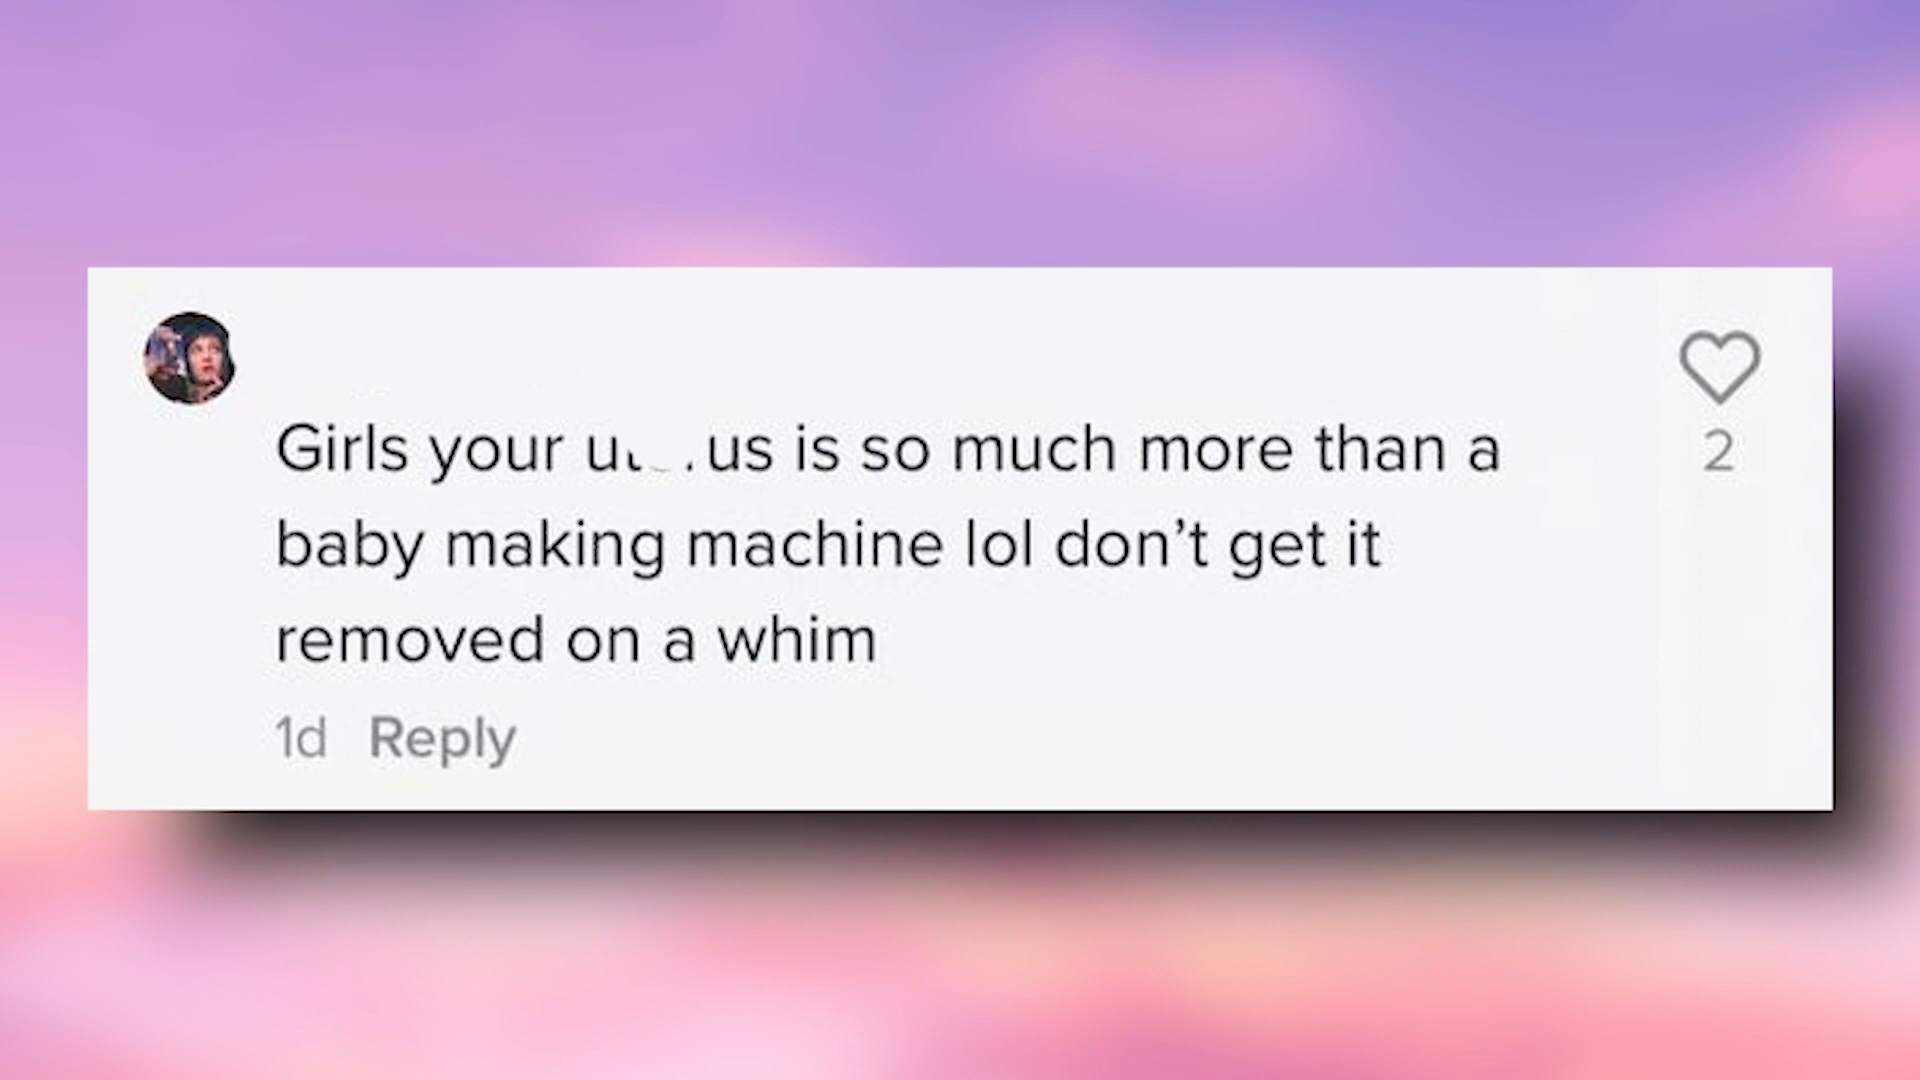 Girls your us is so much more than a
baby making machine lol don’t get it
removed on a whim
1d Reply
2